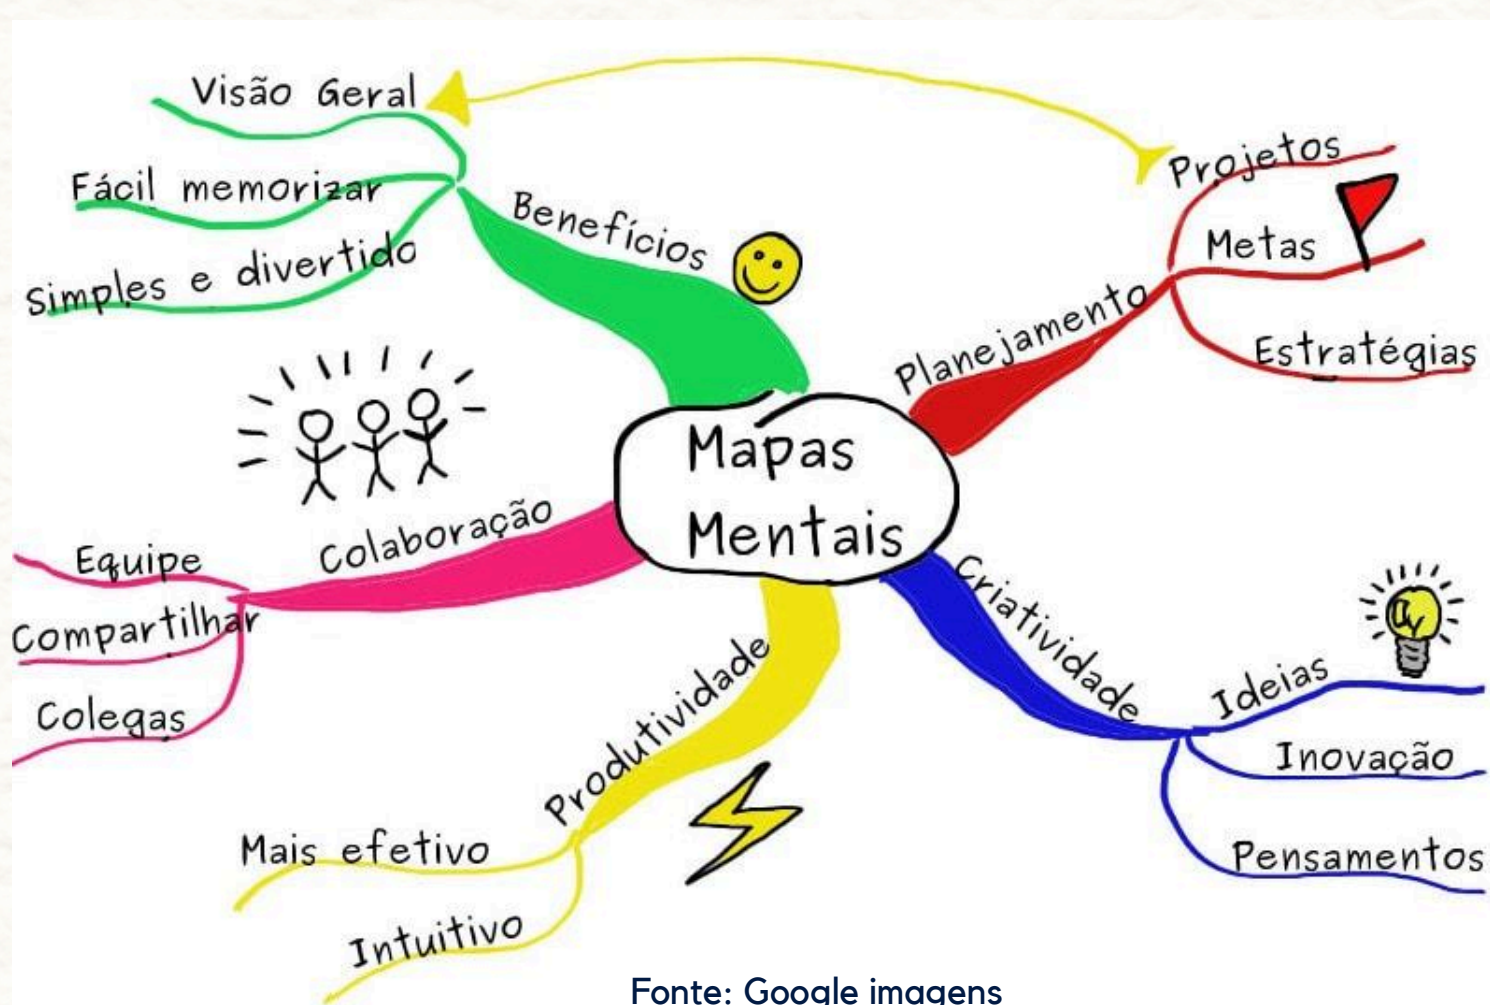 Mapas
Mentais
Benefícios
Visão Geral
Fácil memorizar
Simples e divertido
Planejamento
Projetos
Metas
Estratégias
Criatividade
Ideias
Inovação
Pensamentos
Produtividade
Mais efetivo
Intuitivo
Colaboração
Equipe
Compartilhar
Colegas
Fonte: Google imagens